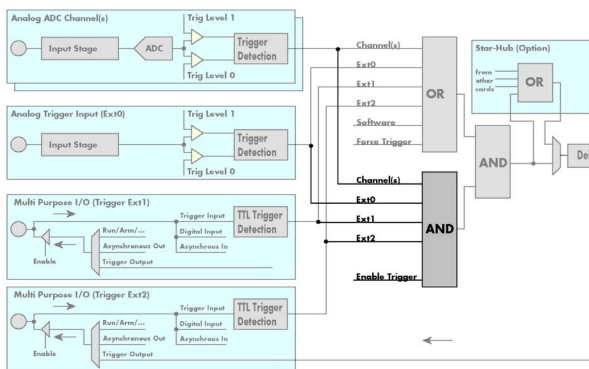 Analog ADC Channel(s)
Trig Level 1
Input Stage
ADC
Trigger
Detection
Trig Level 0
Analog Trigger Input (Ext0)
Trig Level 1
Input Stage
Trigger
Detection
Trig Level 0
Multi Purpose I/O (Trigger Ext1)
Trigger Input
TTL Trigger
Detection
Run/Arm/...
Digital Input
Asynchronous Out
Asynchrous In
Trigger Output
Enable
Multi Purpose I/O (Trigger Ext2)
Trigger Input
TTL Trigger
Detection
Run/Arm/...
Digital Input
Asynchronous Out
Asynchrous In
Trigger Output
Enable
Channel(s)
Ext0
Ext1
Ext2
Software
Force Trigger
OR
Channel(s)
Ext0
Ext1
Ext2
Enable Trigger
AND
AND
Star-Hub (Option)
from
other
cards
OR